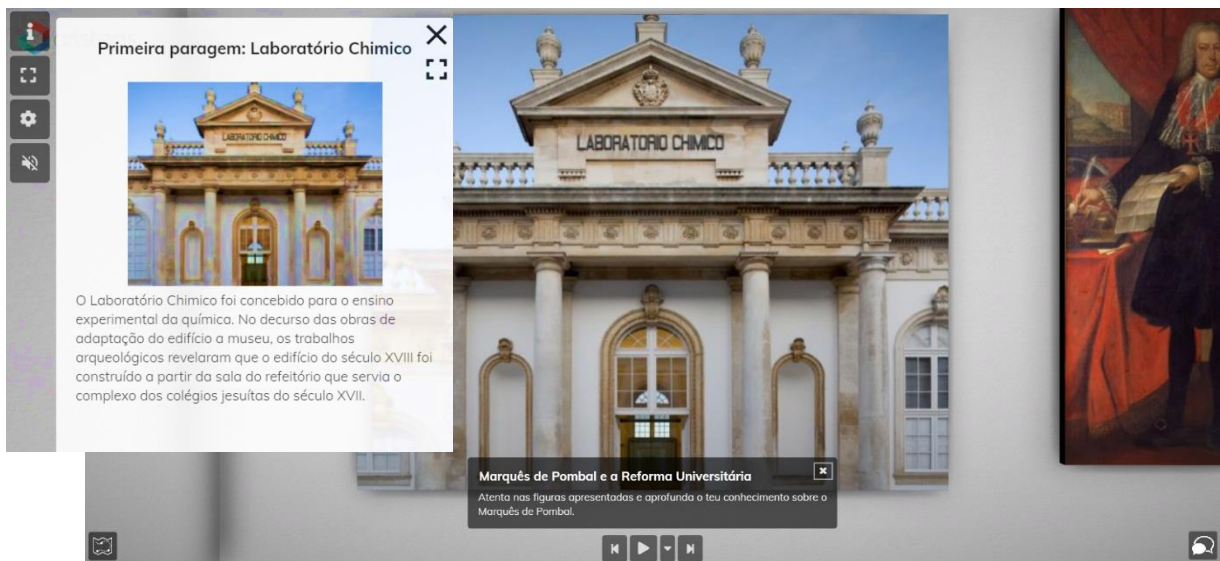 Primeira paragem: Laboratório Chimico
LABORATORIO CHIMICO
O Laboratório Chimico foi concebido para o ensino
experimental da química. No decurso das obras de
adaptação do edifício a museu, os trabalhos
arqueológicos revelaram que o edifício do século XVIII foi
construído a partir da sala do refeitório que servia o
complexo dos colégios jesuítas do século XVII.
LABORATORIO CHIMICO
Marquês de Pombal e a Reforma Universitária
Atenta nas figuras apresentadas e aprofunda o teu conhecimento sobre o
Marquês de Pombal.